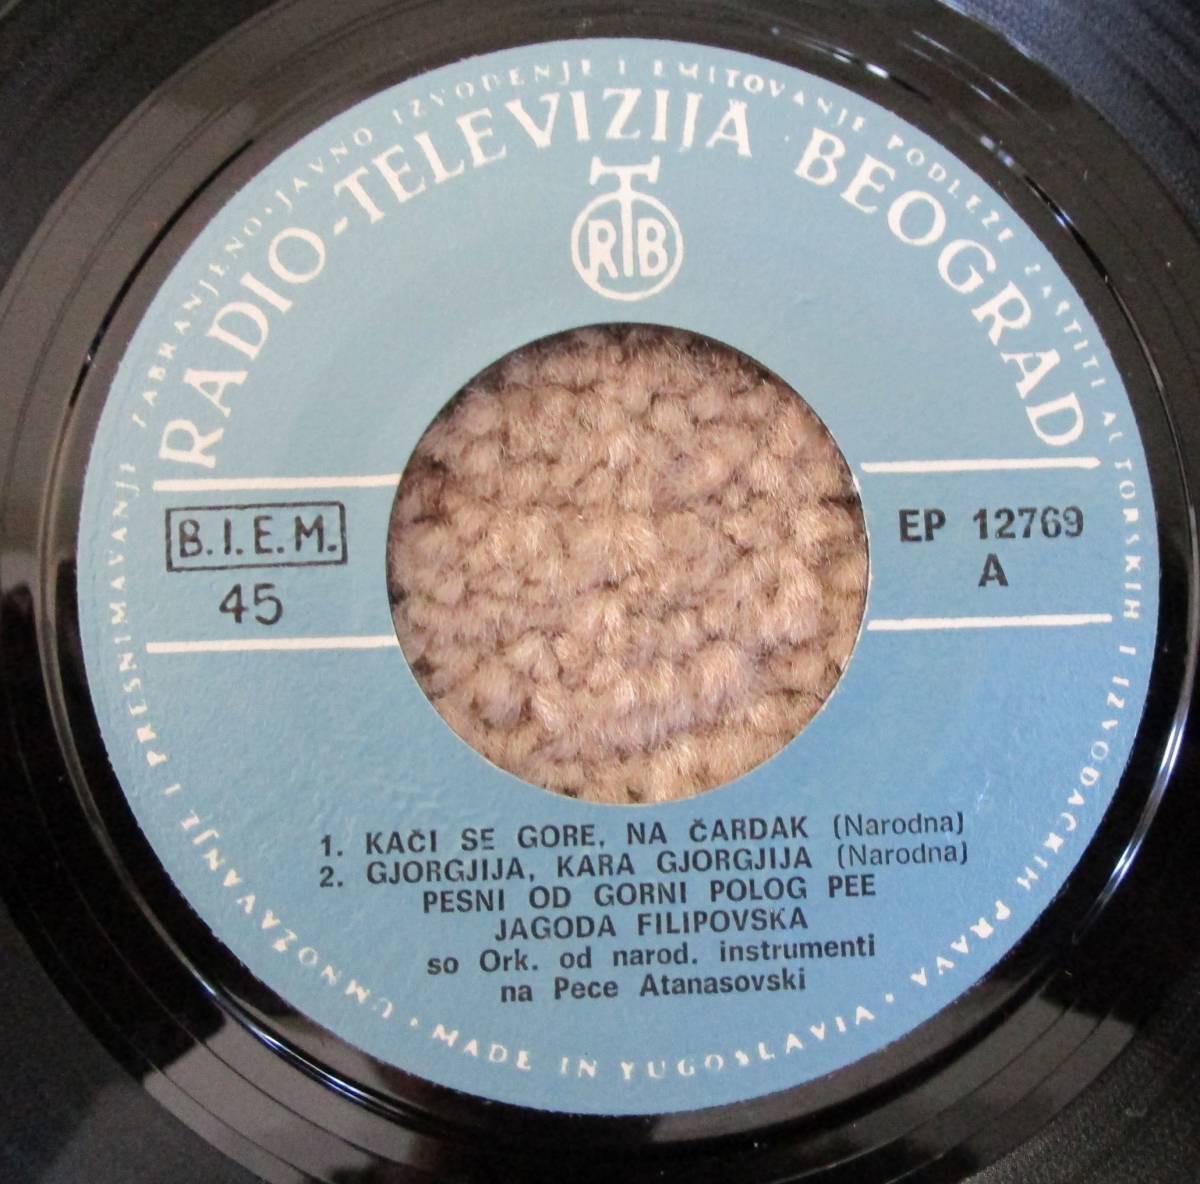 UMNOŽAVANJE I PRESNIMAVANJE ZABRANJENO · JAVNO IZVOĐENJE I EMITOVANJE PODLEŽE ZAŠTITI AUTORSKIH I IZVOĐAČKIH PRAVA · MADE IN YUGOSLAVIA ·
RADIO-TELEVIZIJA BEOGRAD
RTB
B.I.E.M.
45
EP 12769
A
1. KAČI SE GORE, NA ČARDAK (Narodna)
2. GJORGJIJA, KARA GJORGJIJA (Narodna)
PESNI OD GORNI POLOG PEE
JAGODA FILIPOVSKA
so Ork. od narod. instrumenti
na Pece Atanasovski